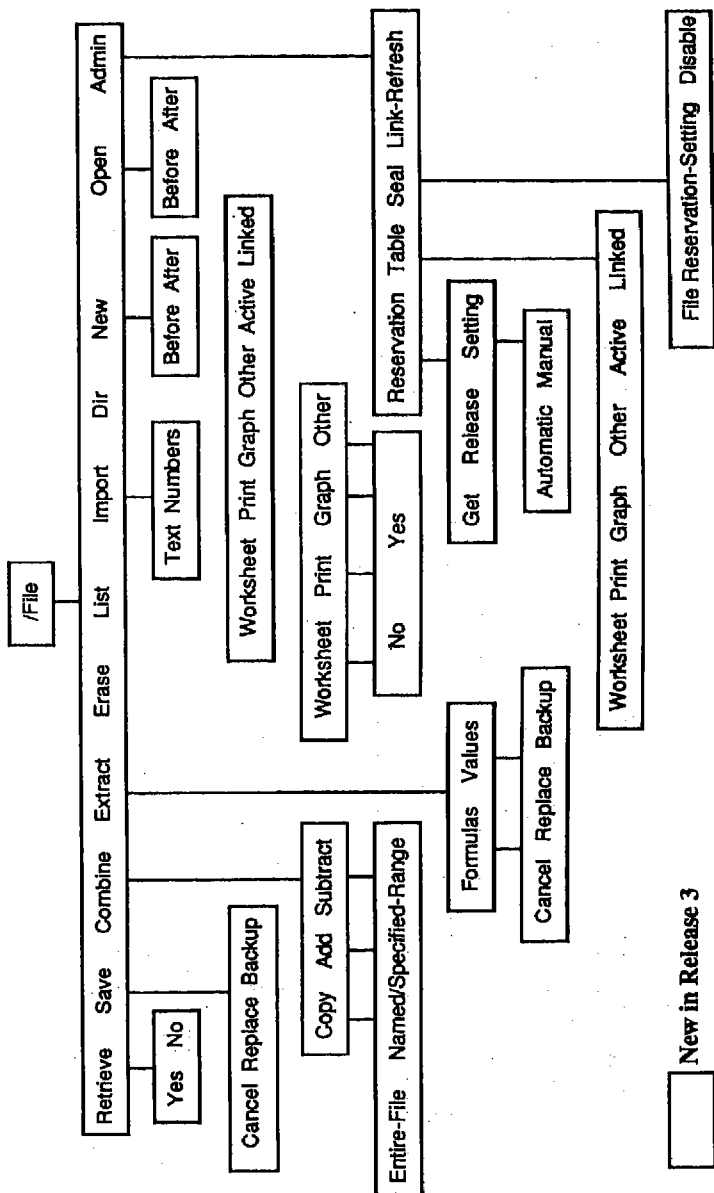 /File
Retrieve Save Combine Extract Erase List Import Dir New Open Admin
Yes No
Text Numbers
Before After
Before After
Cancel Replace Backup
Worksheet Print Graph Other Active Linked
Copy Add Subtract
Worksheet Print Graph Other
Entire-File Named/Specified-Range
No Yes
Reservation Table Seal Link-Refresh
Formulas Values
Get Release Setting
Cancel Replace Backup
Automatic Manual
Worksheet Print Graph Other Active Linked
New in Release 3
File Reservation-Setting Disable